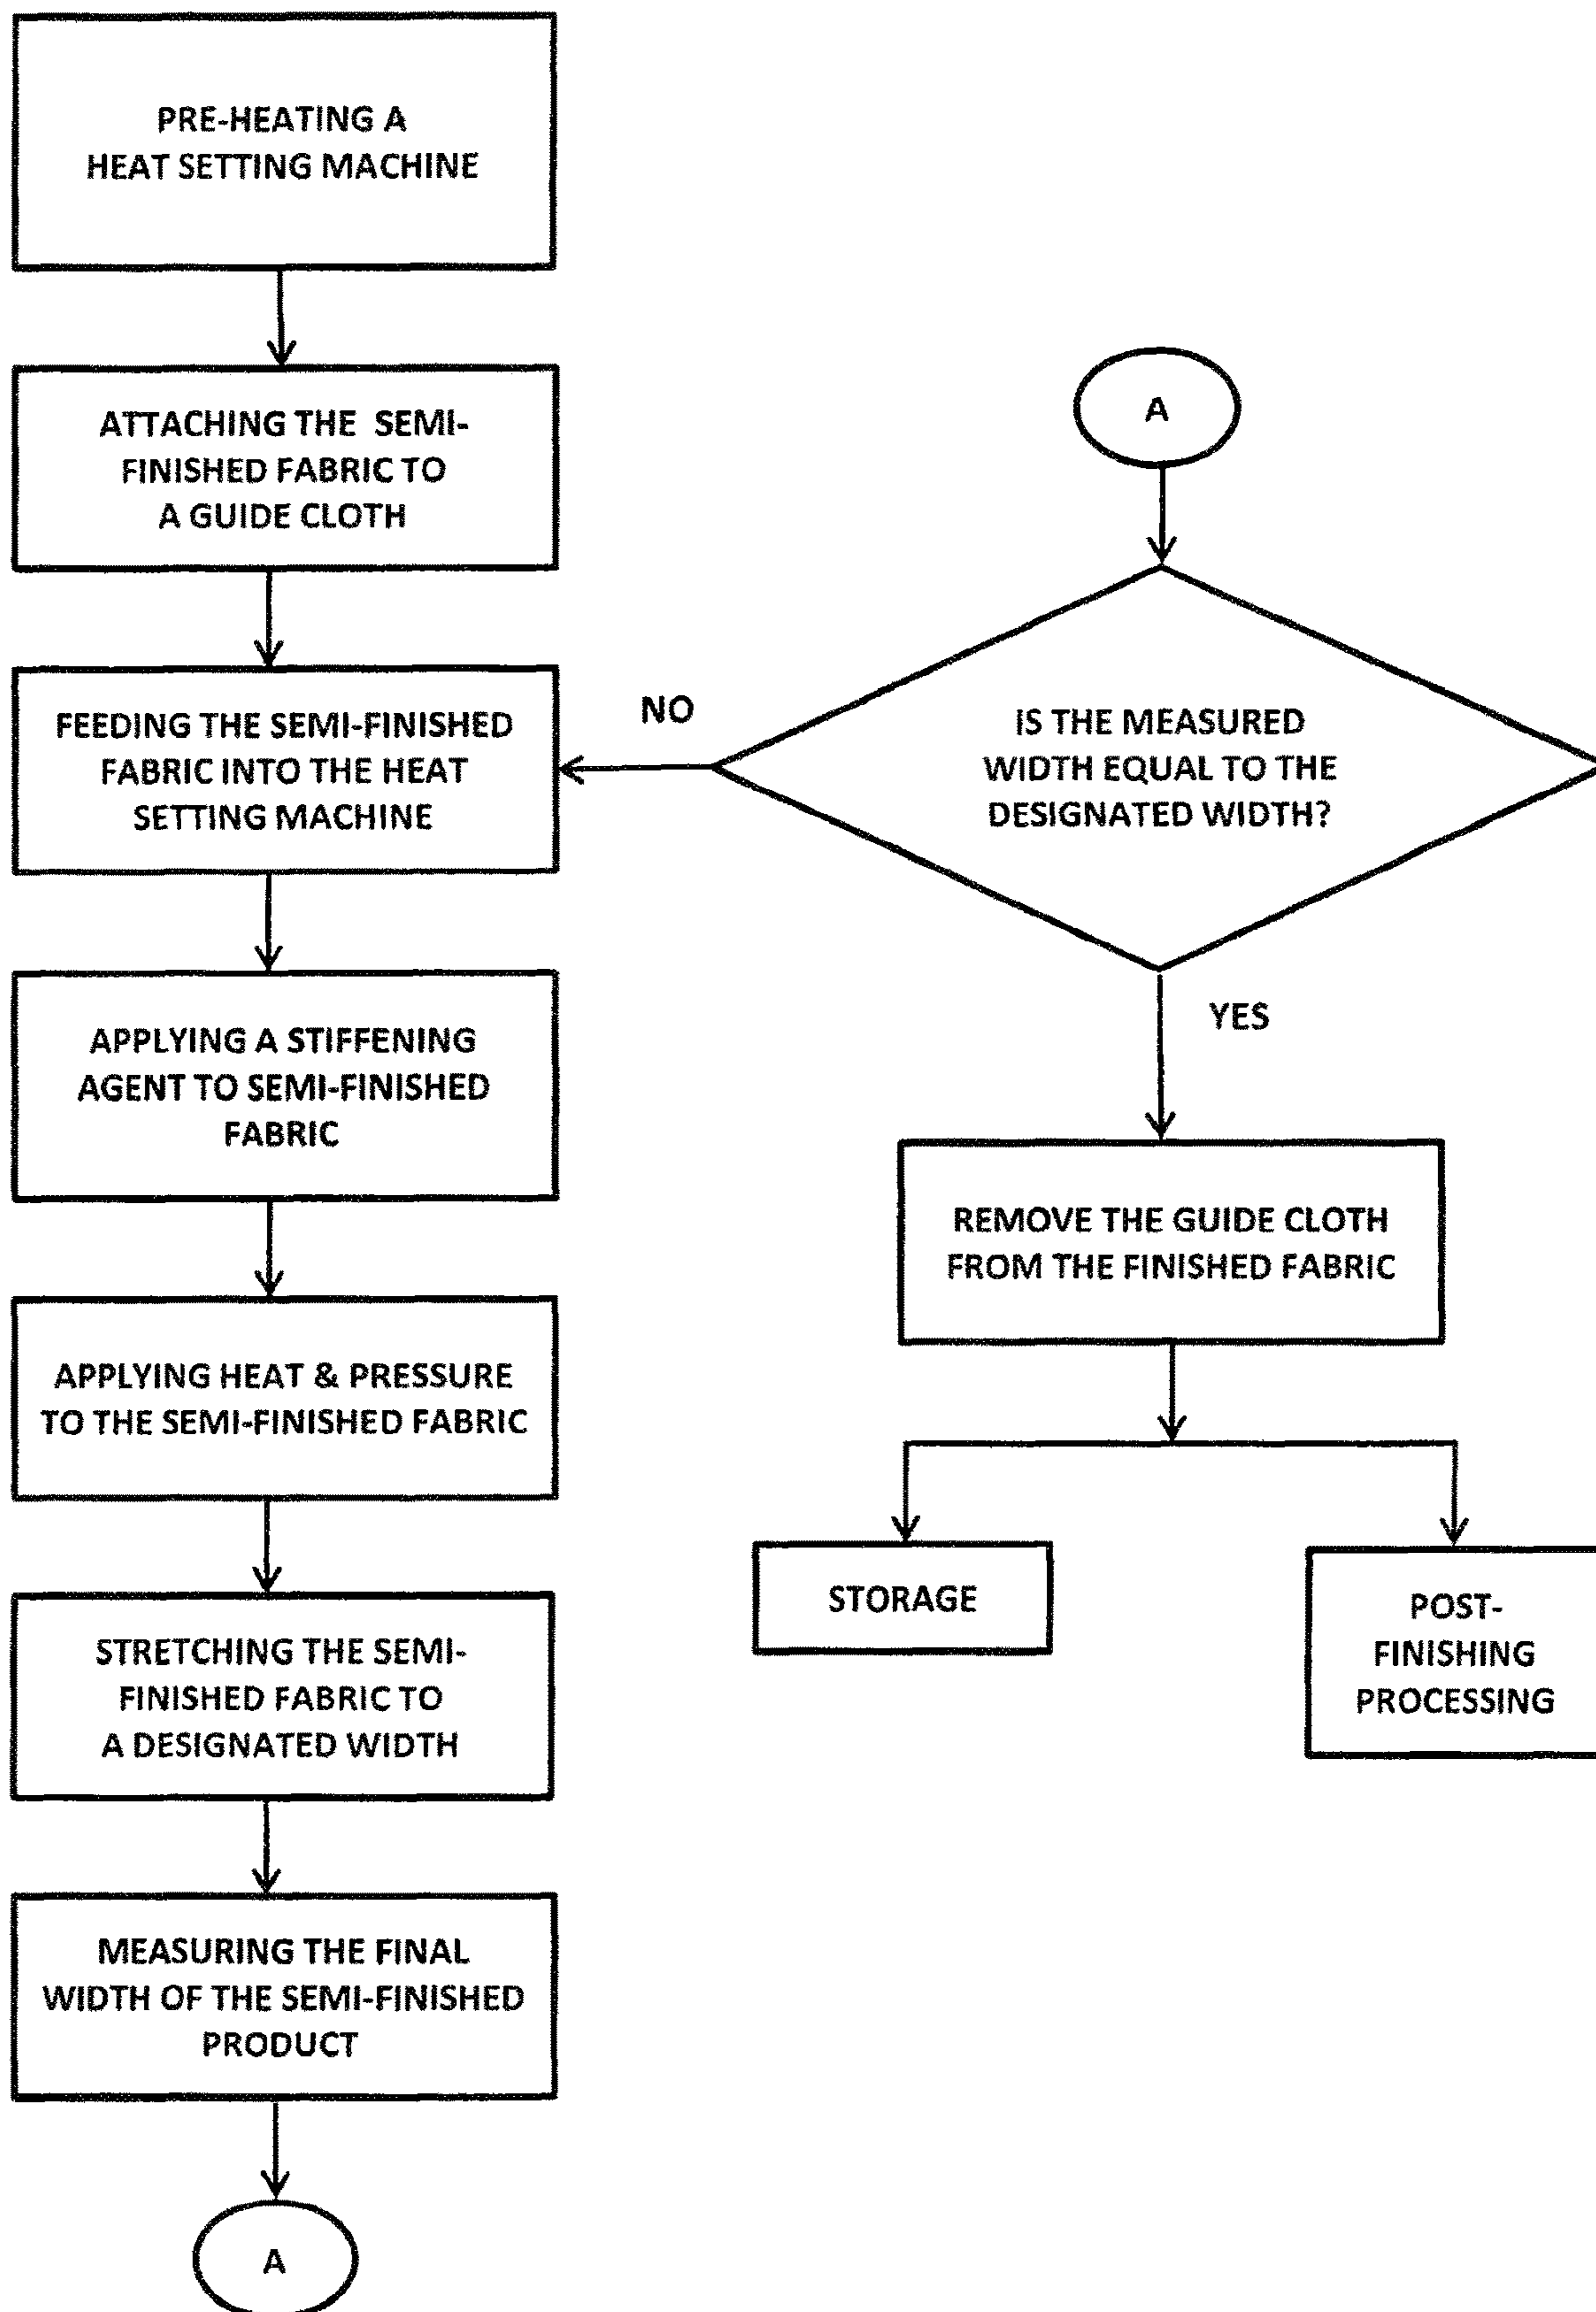 PRE-HEATING A
HEAT SETTING MACHINE
ATTACHING THE SEMI-
FINISHED FABRIC TO
A GUIDE CLOTH
FEEDING THE SEMI-FINISHED
FABRIC INTO THE HEAT
SETTING MACHINE
APPLYING A STIFFENING
AGENT TO SEMI-FINISHED
FABRIC
APPLYING HEAT & PRESSURE
TO THE SEMI-FINISHED FABRIC
STRETCHING THE SEMI-
FINISHED FABRIC TO
A DESIGNATED WIDTH
MEASURING THE FINAL
WIDTH OF THE SEMI-FINISHED
PRODUCT
A
A
IS THE MEASURED
WIDTH EQUAL TO THE
DESIGNATED WIDTH?
NO
YES
REMOVE THE GUIDE CLOTH
FROM THE FINISHED FABRIC
STORAGE
POST-
FINISHING
PROCESSING